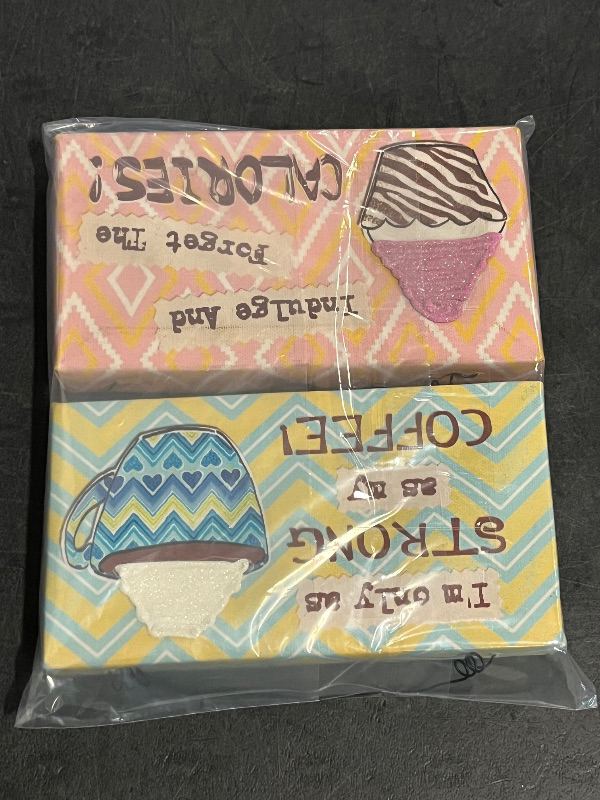 I'm only as
STRONG
as my
COFFEE!
Indulge And
Forget The
CALORIES!